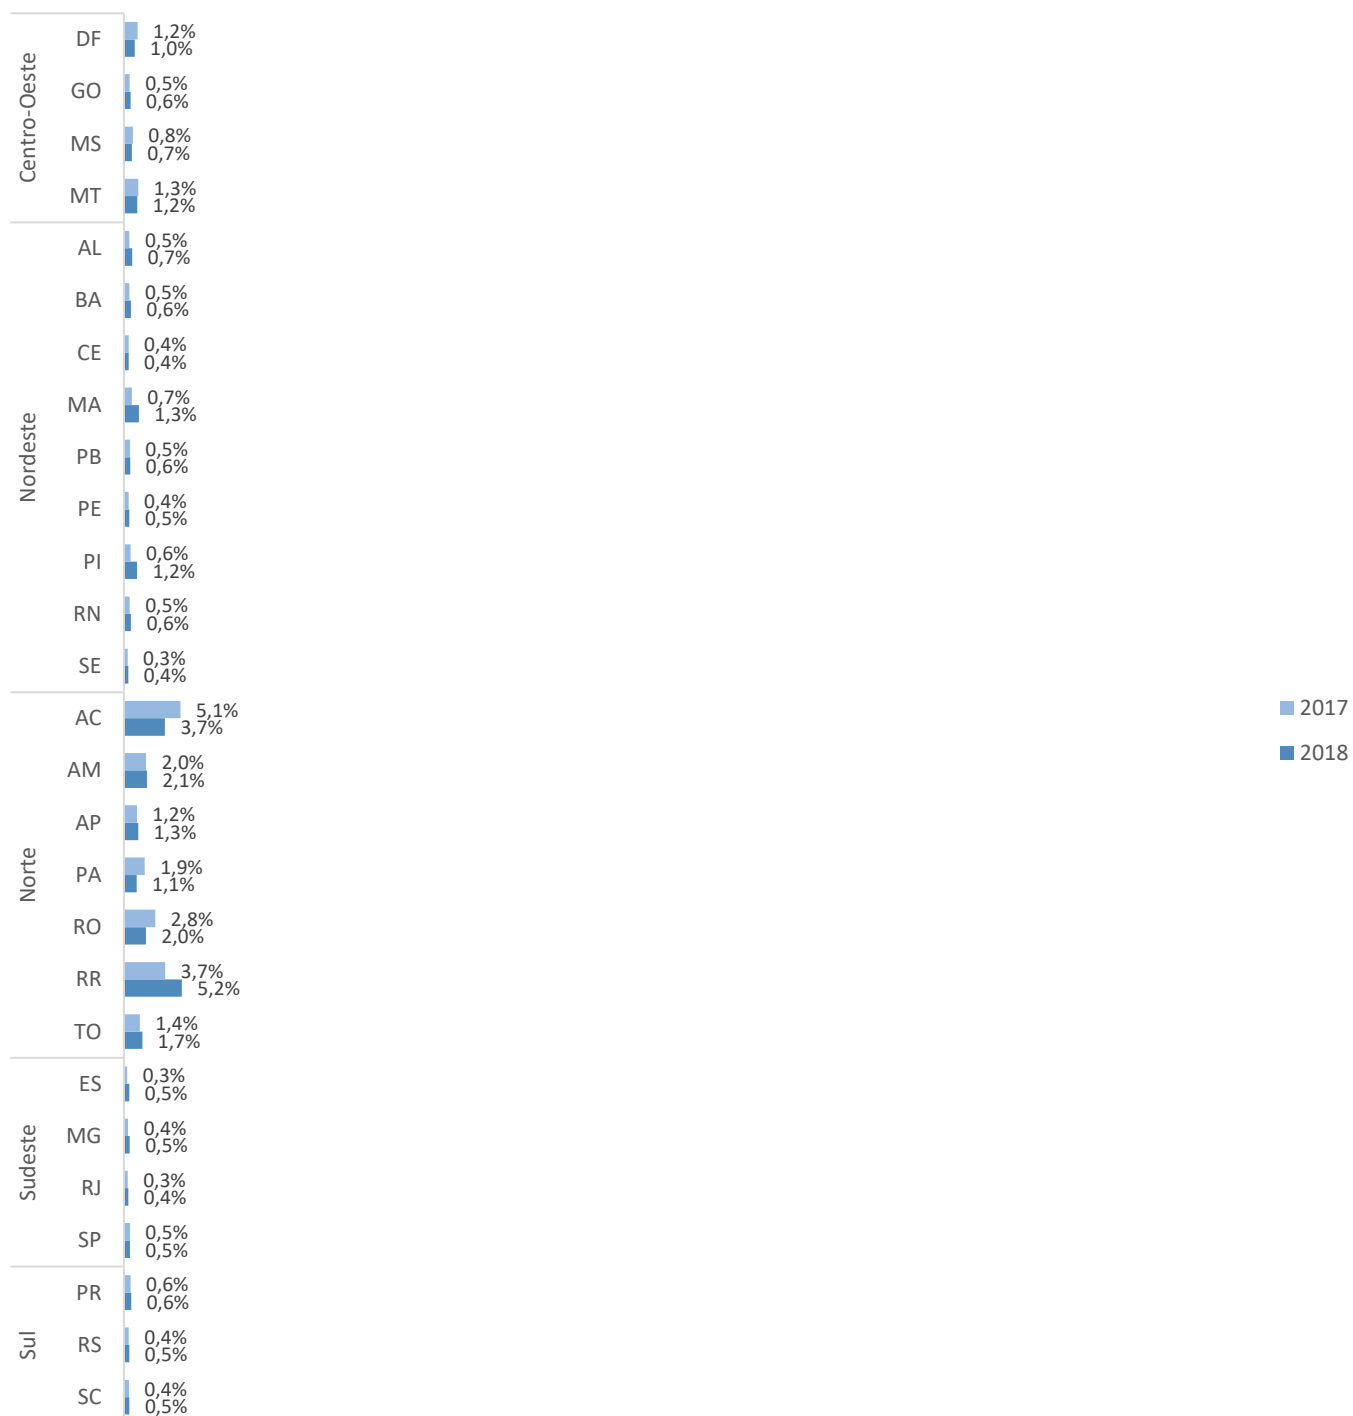 Centro-Oeste
DF
1,2%
1,0%
GO
0,5%
0,6%
MS
0,8%
0,7%
MT
1,3%
1,2%
Nordeste
AL
0,5%
0,7%
BA
0,5%
0,6%
CE
0,4%
0,4%
MA
0,7%
1,3%
PB
0,5%
0,6%
PE
0,4%
0,5%
PI
0,6%
1,2%
RN
0,5%
0,6%
SE
0,3%
0,4%
Norte
AC
5,1%
3,7%
AM
2,0%
2,1%
AP
1,2%
1,3%
PA
1,9%
1,1%
RO
2,8%
2,0%
RR
3,7%
5,2%
TO
1,4%
1,7%
Sudeste
ES
0,3%
0,5%
MG
0,4%
0,5%
RJ
0,3%
0,4%
SP
0,5%
0,5%
Sul
PR
0,6%
0,6%
RS
0,4%
0,5%
SC
0,4%
0,5%
2017
2018